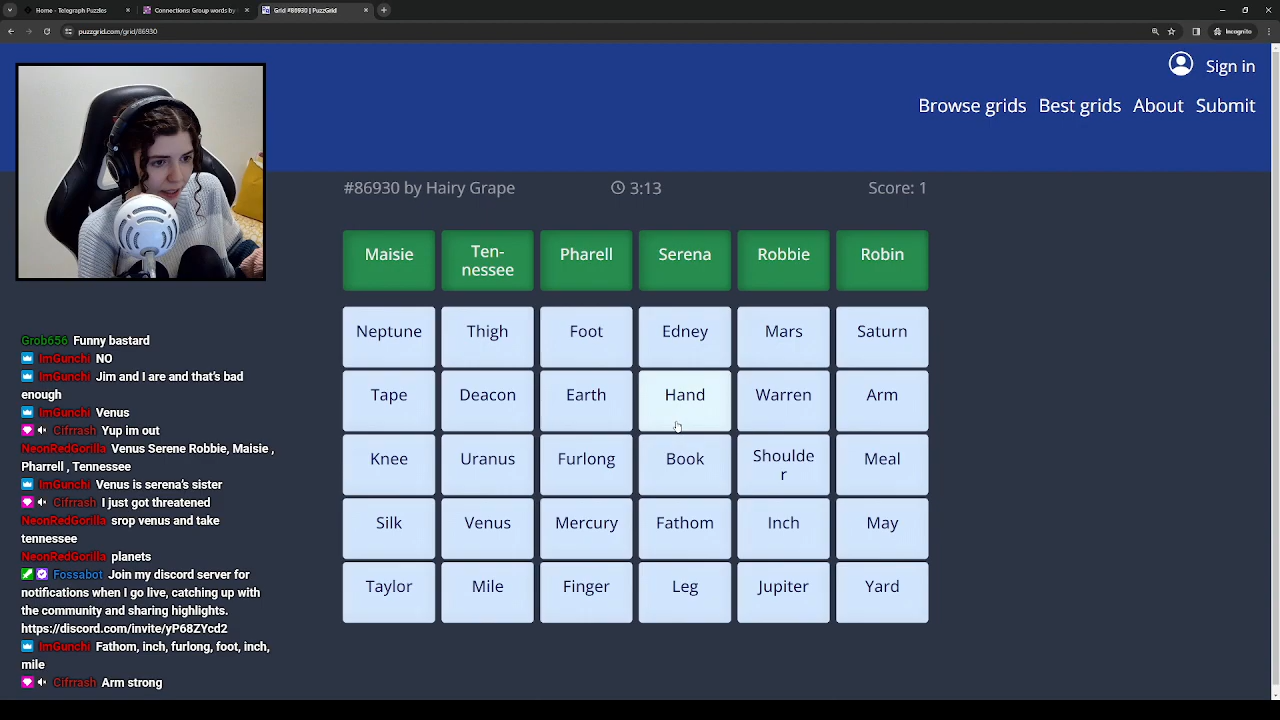 Home - Telegraph Puzzles
Connections: Group words by
Grid #86930 | PuzzGrid
puzzgrid.com/grid/86930
Incognito
Sign in
Browse grids
Best grids
About
Submit
#86930 by Hairy Grape
3:13
Score: 1
Maisie
Ten-
nessee
Pharell
Serena
Robbie
Robin
Neptune
Thigh
Foot
Edney
Mars
Saturn
Tape
Deacon
Earth
Hand
Warren
Arm
Knee
Uranus
Furlong
Book
Shoulde
r
Meal
Silk
Venus
Mercury
Fathom
Inch
May
Taylor
Mile
Finger
Leg
Jupiter
Yard
Grob656 Funny bastard
ImGunchi NO
ImGunchi Jim and I are and that's bad
enough
ImGunchi Venus
Cifrrash Yup im out
NeonRedGorilla Venus Serene Robbie, Maisie ,
Pharrell , Tennessee
ImGunchi Venus is serena's sister
Cifrrash I just got threatened
NeonRedGorilla srop venus and take
tennessee
NeonRedGorilla planets
Fossabot Join my discord server for
notifications when I go live, catching up with
the community and sharing highlights.
https://discord.com/invite/yP68ZYcd2
ImGunchi Fathom, inch, furlong, foot, inch,
mile
Cifrrash Arm strong